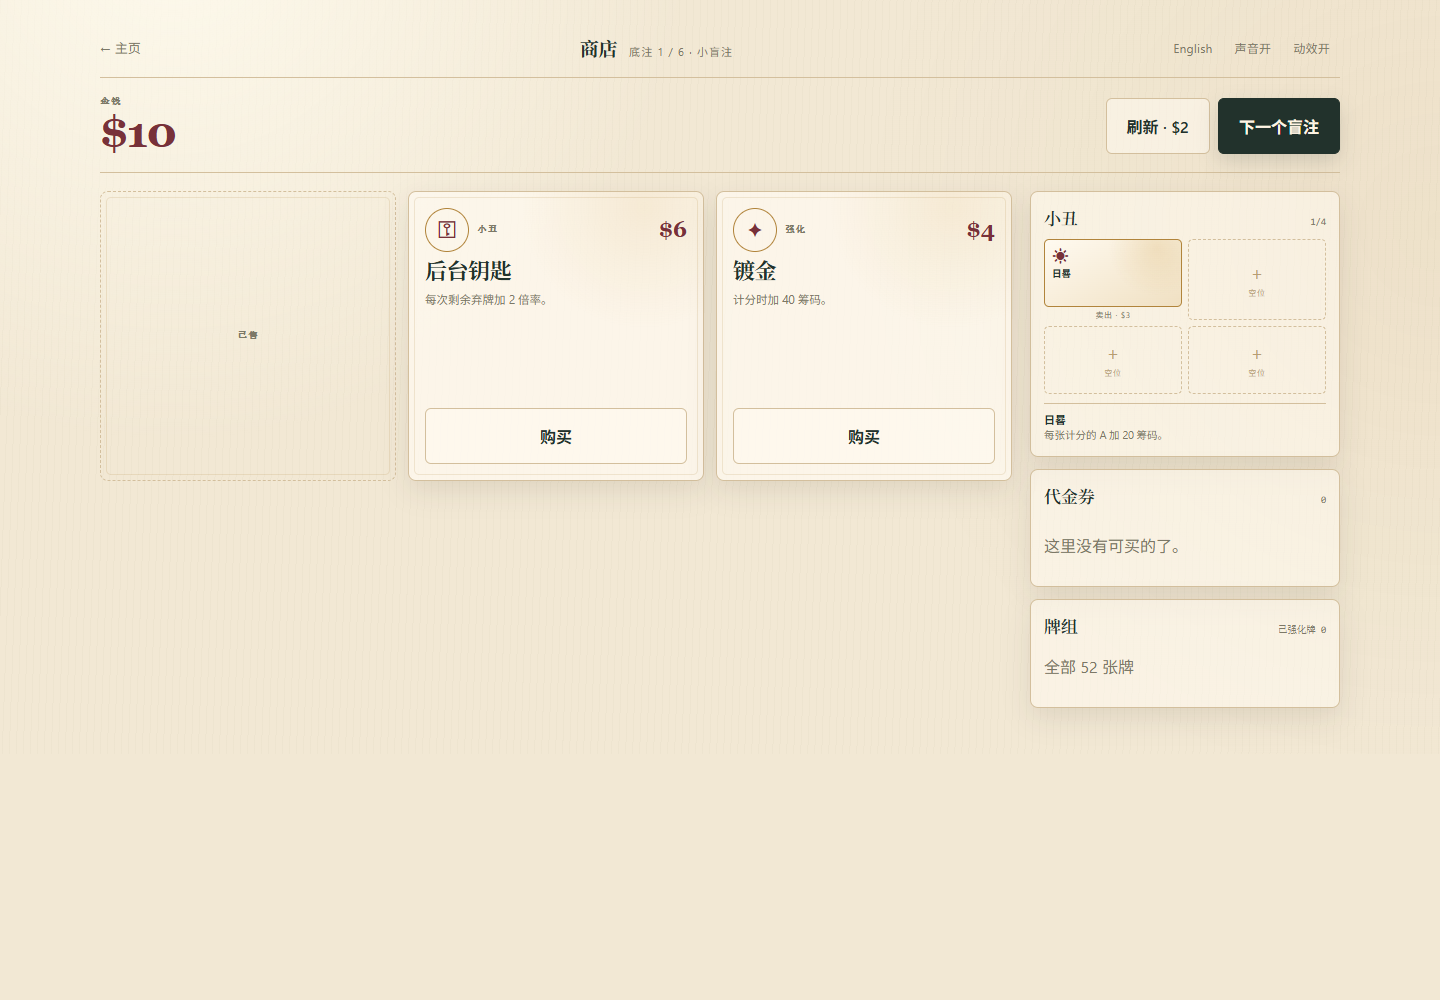 ← 主页
商店 底注 1 / 6 · 小盲注
English 声音开 动效开
金钱
$10
刷新 · $2
下一个盲注
已售
小丑
$6
后台钥匙
每次剩余弃牌加 2 倍率。
购买
强化
$4
镀金
计分时加 40 筹码。
购买
小丑 1/4
日晷
卖出 · $3
+
空位
+
空位
+
空位
日晷
每张计分的 A 加 20 筹码。
代金券 0
这里没有可买的了。
牌组 已强化牌 0
全部 52 张牌